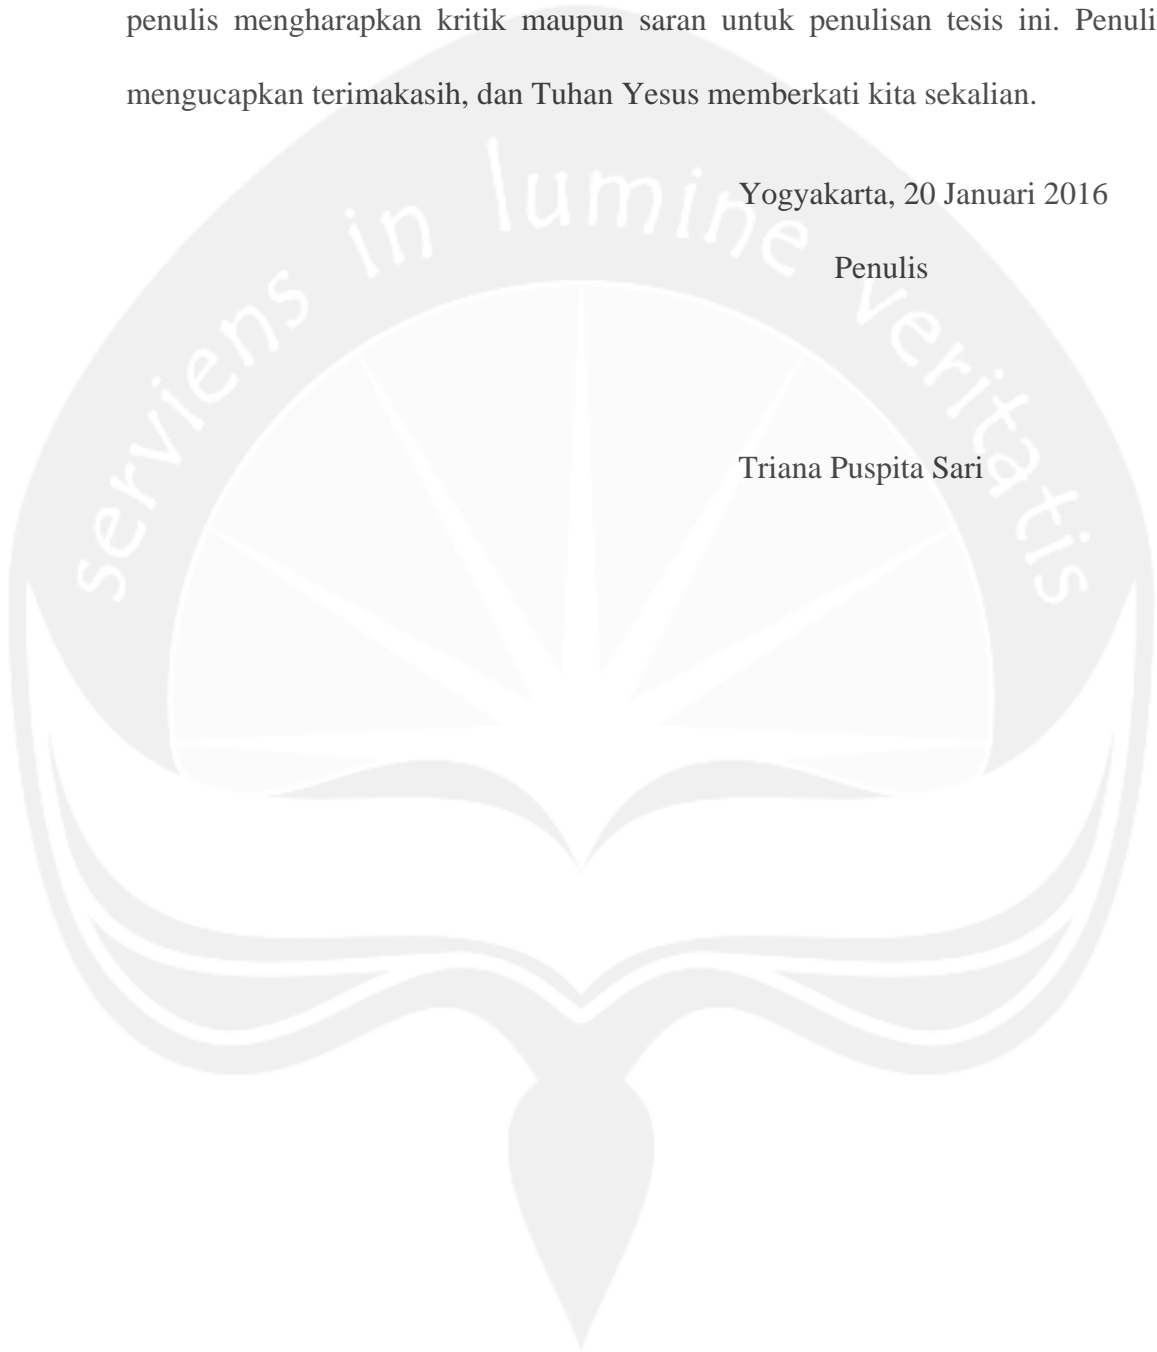 penulis mengharapkan kritik maupun saran untuk penulisan tesis ini. Penuli
mengucapkan terimakasih, dan Tuhan Yesus memberkati kita sekalian.
Yogyakarta, 20 Januari 2016
Penulis
Triana Puspita Sari
serviens in lumine veritatis